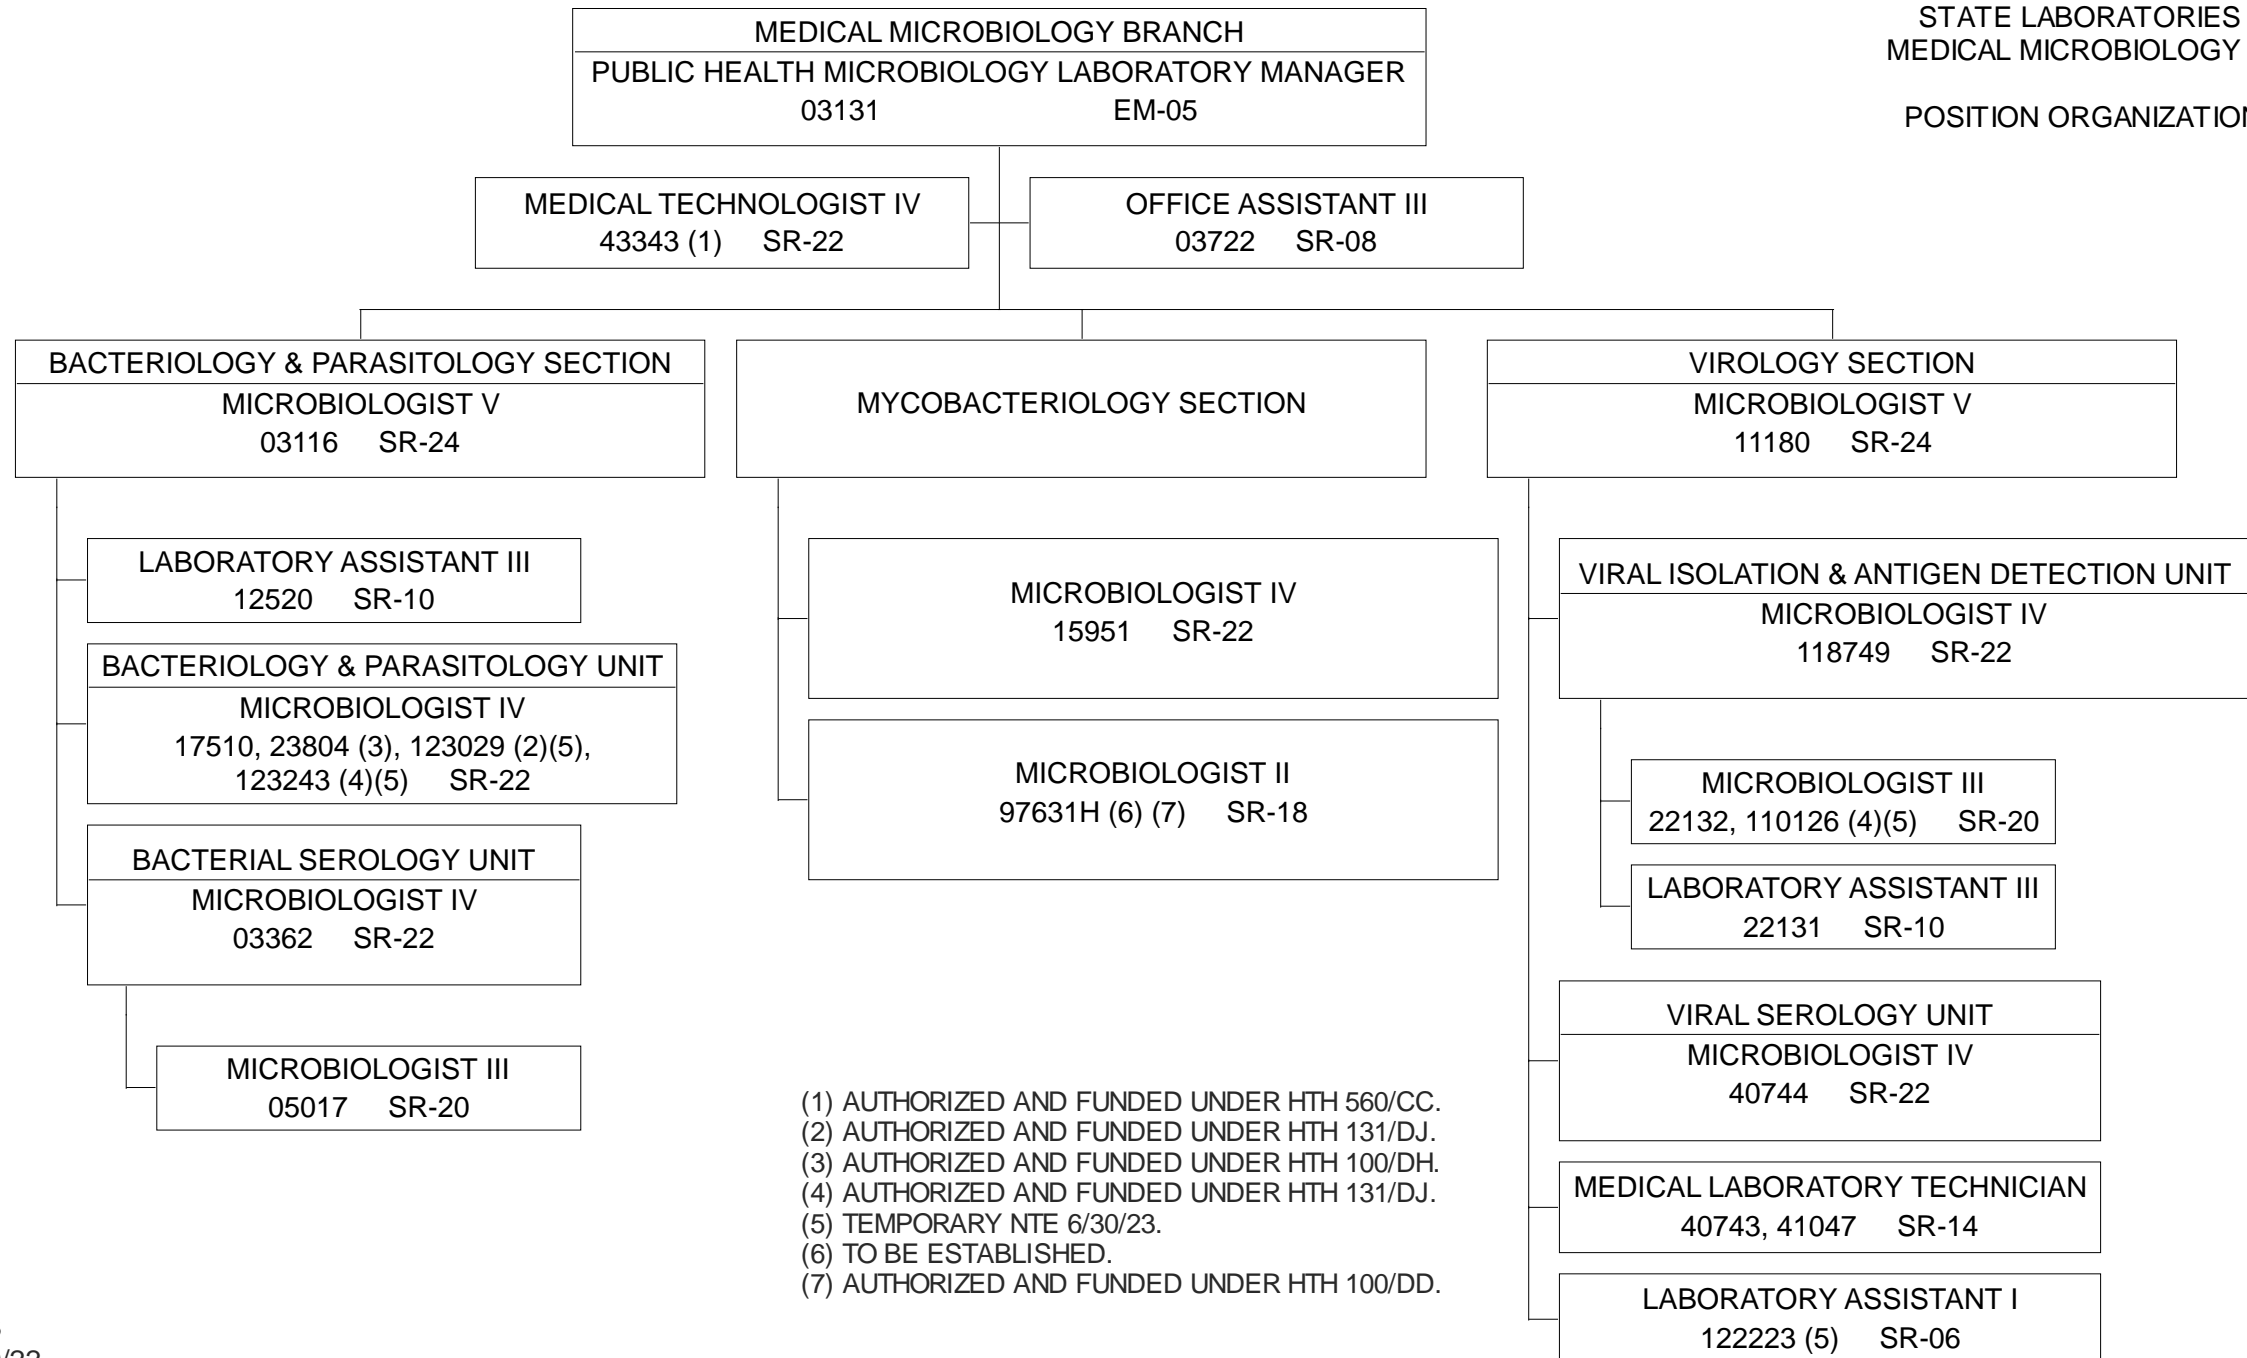 STATE LABORATORIES
MEDICAL MICROBIOLOGY
POSITION ORGANIZATION
MEDICAL MICROBIOLOGY BRANCH
PUBLIC HEALTH MICROBIOLOGY LABORATORY MANAGER
03131 EM-05
MEDICAL TECHNOLOGIST IV
43343 (1) SR-22
OFFICE ASSISTANT III
03722 SR-08
BACTERIOLOGY & PARASITOLOGY SECTION
MICROBIOLOGIST V
03116 SR-24
LABORATORY ASSISTANT III
12520 SR-10
BACTERIOLOGY & PARASITOLOGY UNIT
MICROBIOLOGIST IV
17510, 23804 (3), 123029 (2)(5),
123243 (4)(5) SR-22
BACTERIAL SEROLOGY UNIT
MICROBIOLOGIST IV
03362 SR-22
MICROBIOLOGIST III
05017 SR-20
MYCOBACTERIOLOGY SECTION
MICROBIOLOGIST IV
15951 SR-22
MICROBIOLOGIST II
97631H (6) (7) SR-18
VIROLOGY SECTION
MICROBIOLOGIST V
11180 SR-24
VIRAL ISOLATION & ANTIGEN DETECTION UNIT
MICROBIOLOGIST IV
118749 SR-22
MICROBIOLOGIST III
22132, 110126 (4)(5) SR-20
LABORATORY ASSISTANT III
22131 SR-10
VIRAL SEROLOGY UNIT
MICROBIOLOGIST IV
40744 SR-22
MEDICAL LABORATORY TECHNICIAN
40743, 41047 SR-14
LABORATORY ASSISTANT I
122223 (5) SR-06
(1) AUTHORIZED AND FUNDED UNDER HTH 560/CC.
(2) AUTHORIZED AND FUNDED UNDER HTH 131/DJ.
(3) AUTHORIZED AND FUNDED UNDER HTH 100/DH.
(4) AUTHORIZED AND FUNDED UNDER HTH 131/DJ.
(5) TEMPORARY NTE 6/30/23.
(6) TO BE ESTABLISHED.
(7) AUTHORIZED AND FUNDED UNDER HTH 100/DD.